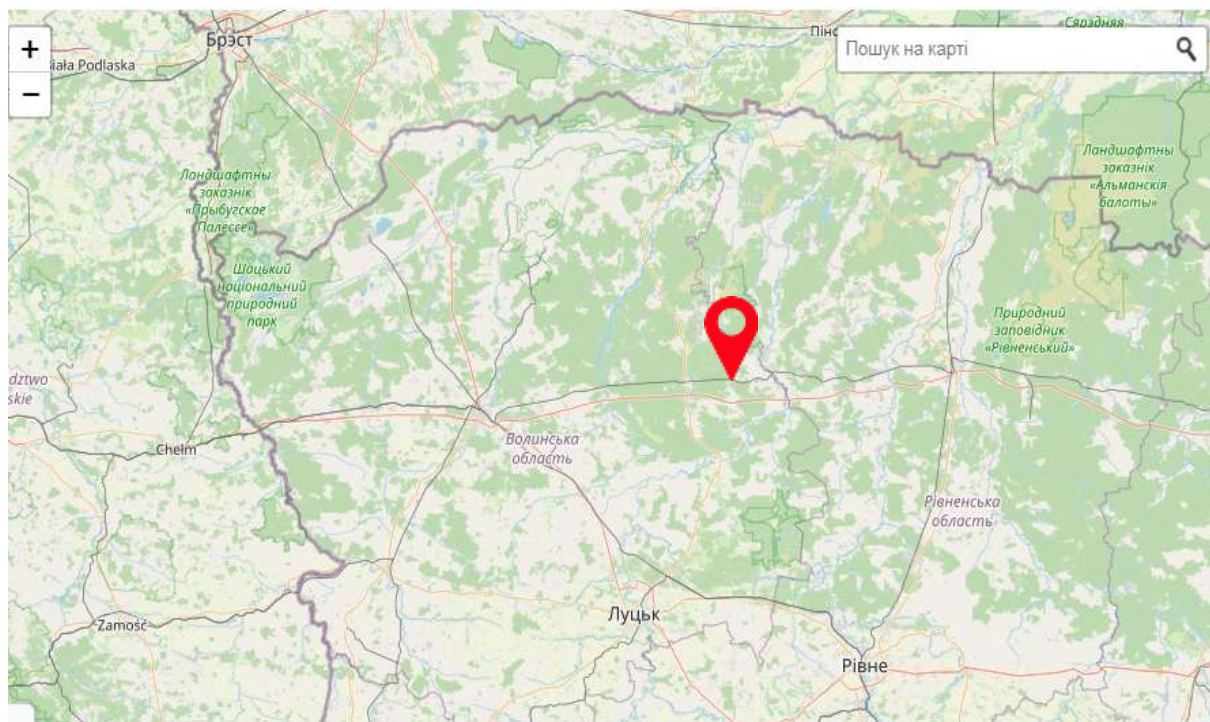 +
−
Брэст
Biała Podlaska
Пінс
«Сярэдняя
Пошук на карті
Ландшафтны
заказнік
«Прыбугскае
Палессе»
Ландшафтны
заказнік
«Альманскія
балоты»
Шацький
національний
природний
парк
Природний
заповідник
«Рівненський»
dztwo
skie
Chełm
Волинська
область
Рівненська
область
Zamość
Луцьк
Рівне